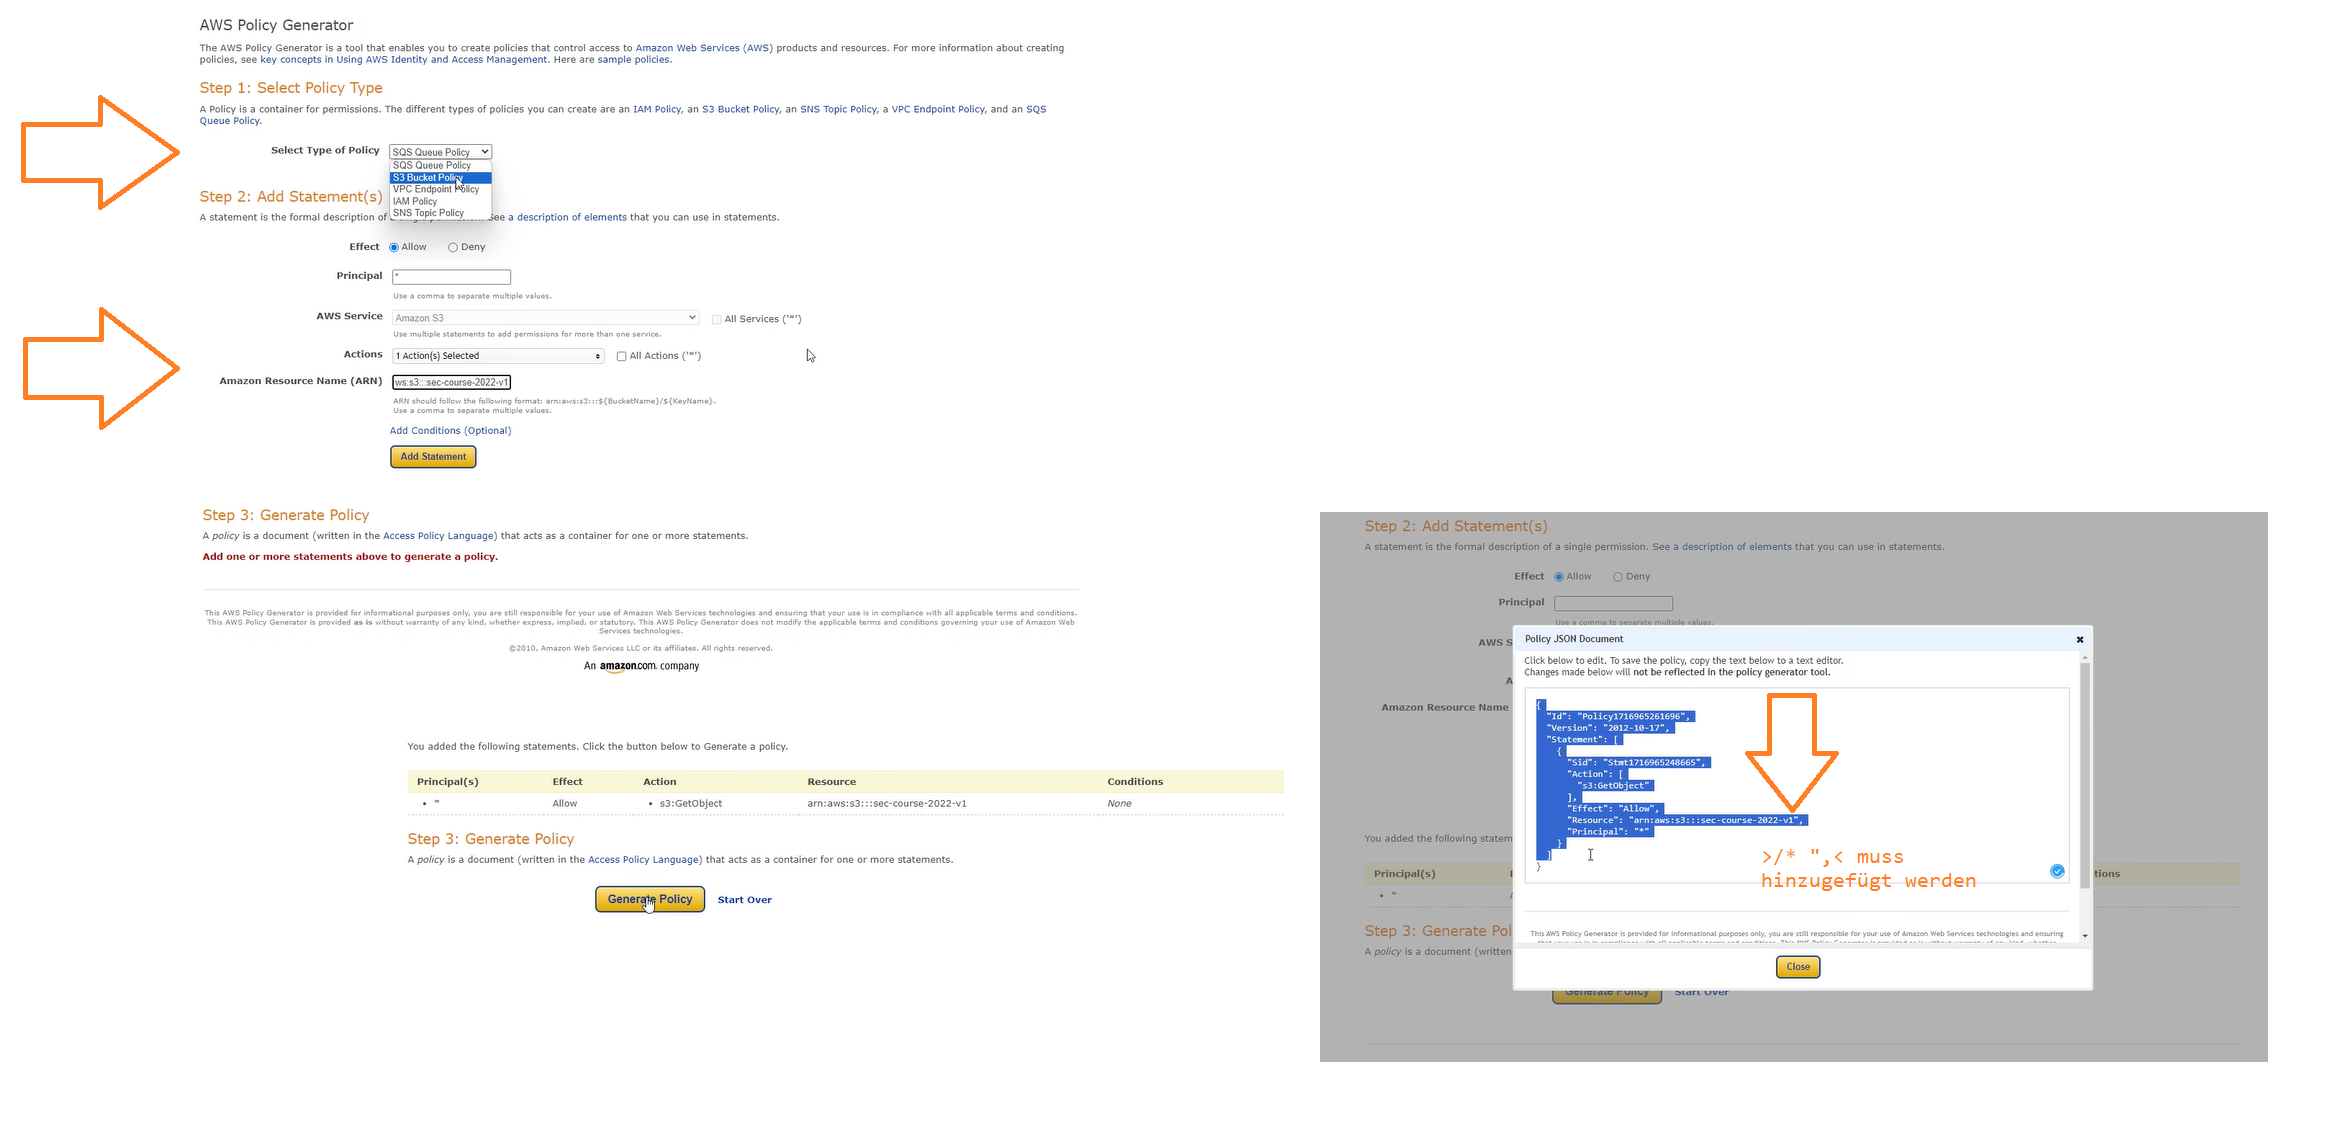 AWS Policy Generator
The AWS Policy Generator is a tool that enables you to create policies that control access to Amazon Web Services (AWS) products and resources. For more information about creating
policies, see key concepts in Using AWS Identity and Access Management. Here are sample policies.
Step 1: Select Policy Type
A Policy is a container for permissions. The different types of policies you can create are an IAM Policy, an S3 Bucket Policy, an SNS Topic Policy, a VPC Endpoint Policy, and an SQS
Queue Policy.
Select Type of Policy SQS Queue Policy
SQS Queue Policy
S3 Bucket Policy
VPC Endpoint Policy
IAM Policy
SNS Topic Policy
Step 2: Add Statement(s)
A statement is the formal description of See a description of elements that you can use in statements.
Effect Allow Deny
Principal *
Use a comma to separate multiple values.
AWS Service Amazon S3 All Services ('*')
Use multiple statements to add permissions for more than one service.
Actions 1 Action(s) Selected All Actions ('*')
Amazon Resource Name (ARN) ws:s3:::sec-course-2022-v1
ARN should follow the following format: arn:aws:s3:::${BucketName}/${KeyName}.
Use a comma to separate multiple values.
Add Conditions (Optional)
Add Statement
Step 3: Generate Policy
A policy is a document (written in the Access Policy Language) that acts as a container for one or more statements.
Add one or more statements above to generate a policy.
This AWS Policy Generator is provided for informational purposes only, you are still responsible for your use of Amazon Web Services technologies and ensuring that your use is in compliance with all applicable terms and conditions.
This AWS Policy Generator is provided as is without warranty of any kind, whether express, implied, or statutory. This AWS Policy Generator does not modify the applicable terms and conditions governing your use of Amazon Web
Services technologies.
©2010. Amazon Web Services LLC or its affiliates. All rights reserved.
An amazon.com. company
You added the following statements. Click the button below to Generate a policy.
Principal(s) Effect Action Resource Conditions
• * Allow • s3:GetObject arn:aws:s3:::sec-course-2022-v1 None
Step 3: Generate Policy
A policy is a document (written in the Access Policy Language) that acts as a container for one or more statements.
Generate Policy Start Over
Step 2: Add Statement(s)
A statement is the formal description of a single permission. See a description of elements that you can use in statements.
Effect Allow Deny
Principal
Use a comma to separate multiple values.
AWS S
A
Amazon Resource Name
You added the following statem
Principal(s) tions
• *
Step 3: Generate Pol
A policy is a document (written
Generate Policy Start Over
Policy JSON Document
Click below to edit. To save the policy, copy the text below to a text editor.
Changes made below will not be reflected in the policy generator tool.
{
"Id": "Policy1716965261696",
"Version": "2012-10-17",
"Statement": [
{
"Sid": "Stmt1716965248665",
"Action": [
"s3:GetObject"
],
"Effect": "Allow",
"Resource": "arn:aws:s3:::sec-course-2022-v1",
"Principal": "*"
}
]
}
>/* ",< muss
hinzugefügt werden
This AWS Policy Generator is provided for informational purposes only, you are still responsible for your use of Amazon Web Services technologies and ensuring
Close